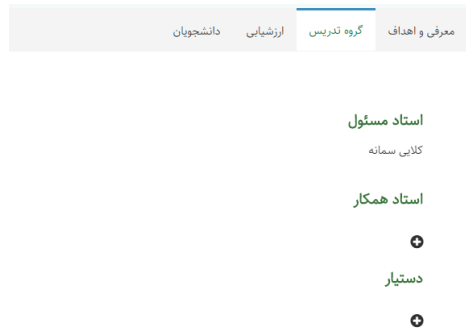 معرفی و اهداف گروه تدریس ارزشیابی دانشجویان
استاد مسئول
کلایی سمانه
استاد همکار
دستیار